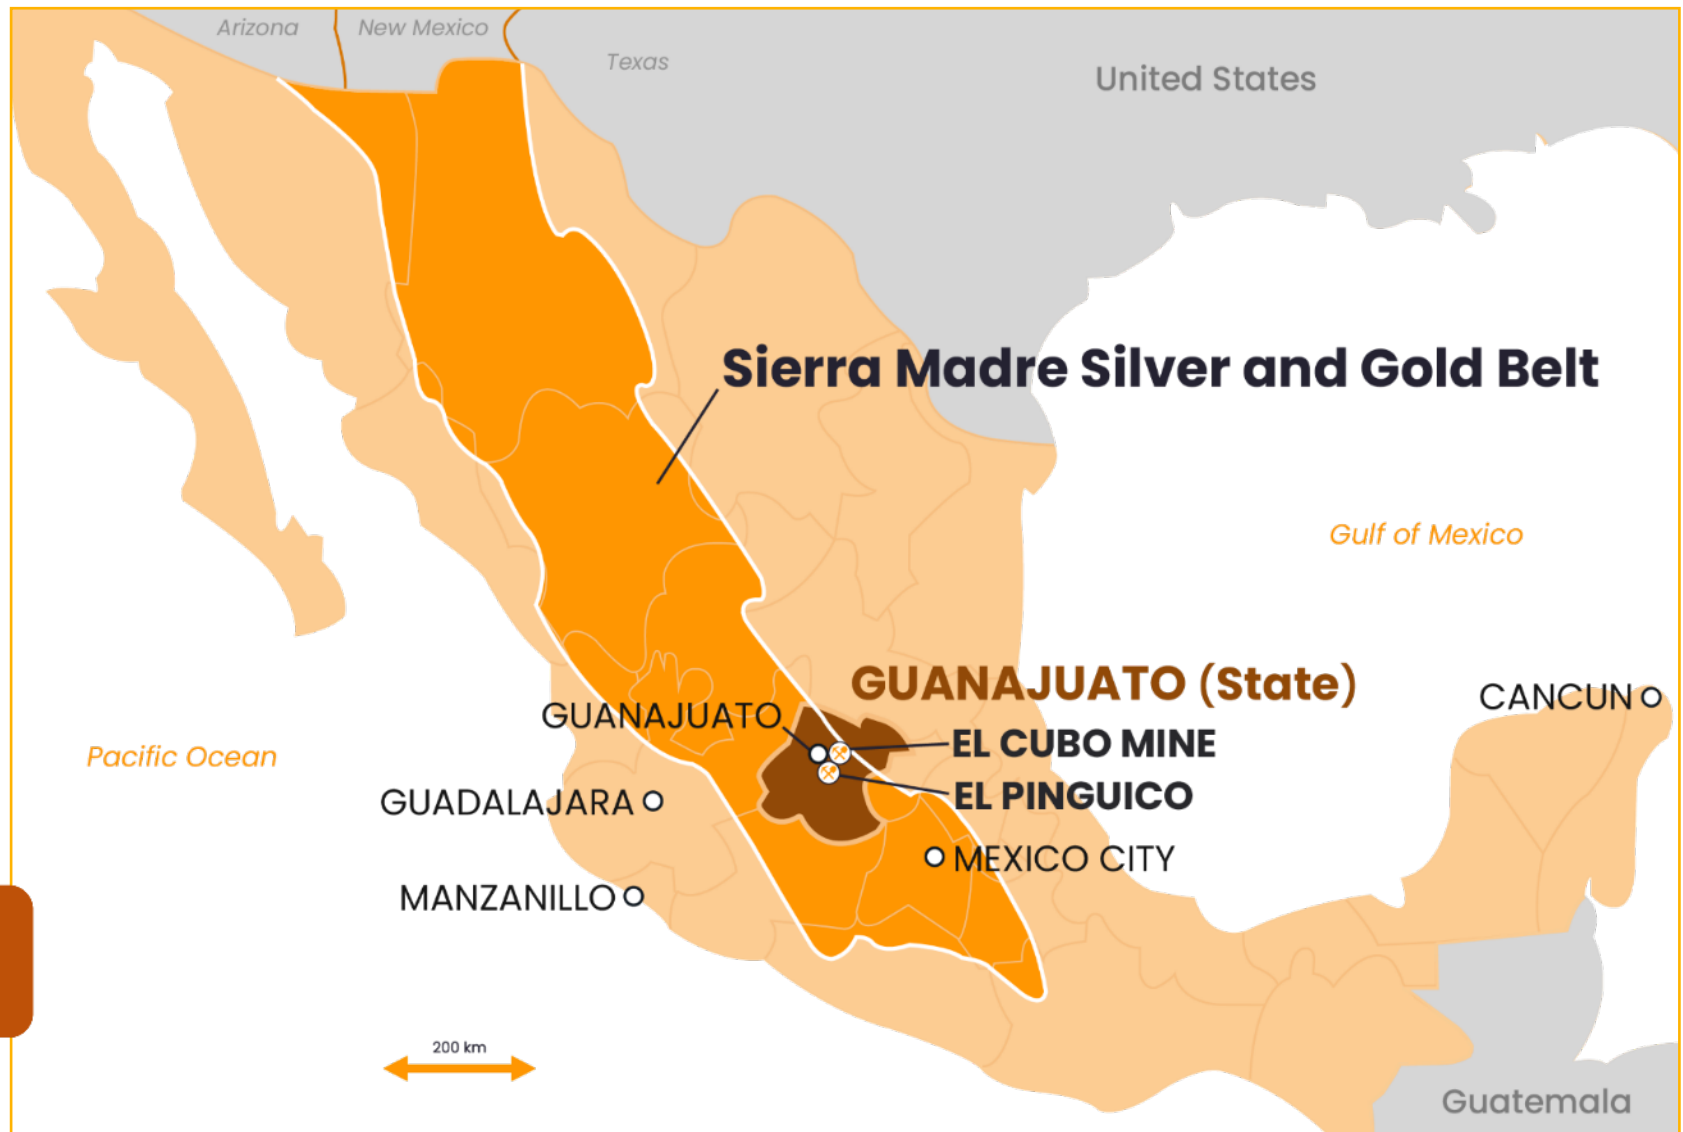 Arizona
New Mexico
Texas
United States
Sierra Madre Silver and Gold Belt
Gulf of Mexico
GUANAJUATO (State)
CANCUN
GUANAJUATO
EL CUBO MINE
Pacific Ocean
EL PINGUICO
GUADALAJARA
MEXICO CITY
MANZANILLO
200 km
Guatemala